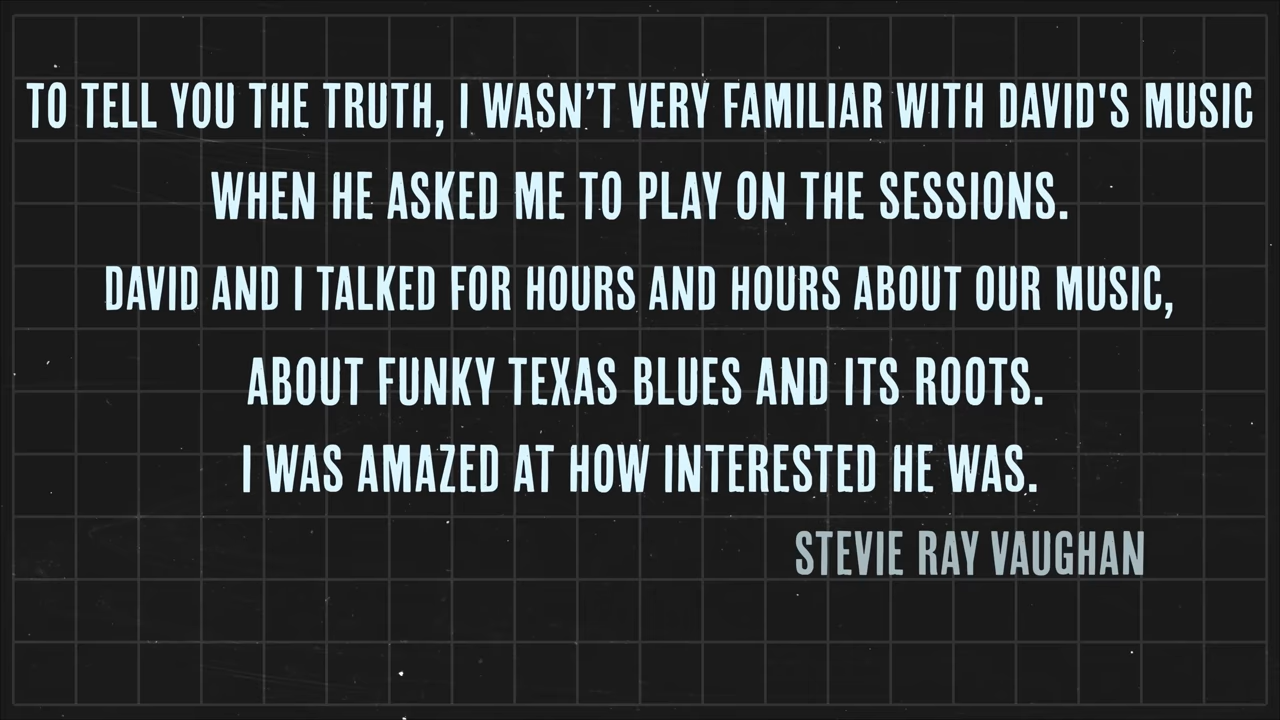 TO TELL YOU THE TRUTH, I WASN’T VERY FAMILIAR WITH DAVID'S MUSIC
WHEN HE ASKED ME TO PLAY ON THE SESSIONS.
DAVID AND I TALKED FOR HOURS AND HOURS ABOUT OUR MUSIC,
ABOUT FUNKY TEXAS BLUES AND ITS ROOTS.
I WAS AMAZED AT HOW INTERESTED HE WAS.
STEVIE RAY VAUGHAN